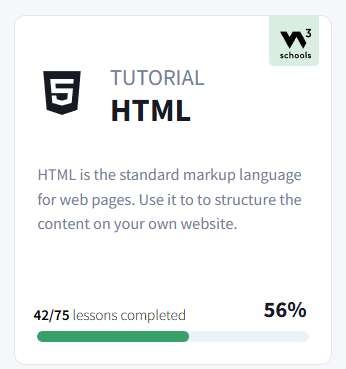 w3
schools
TUTORIAL
HTML
HTML is the standard markup language
for web pages. Use it to to structure the
content on your own website.
42/75 lessons completed
56%